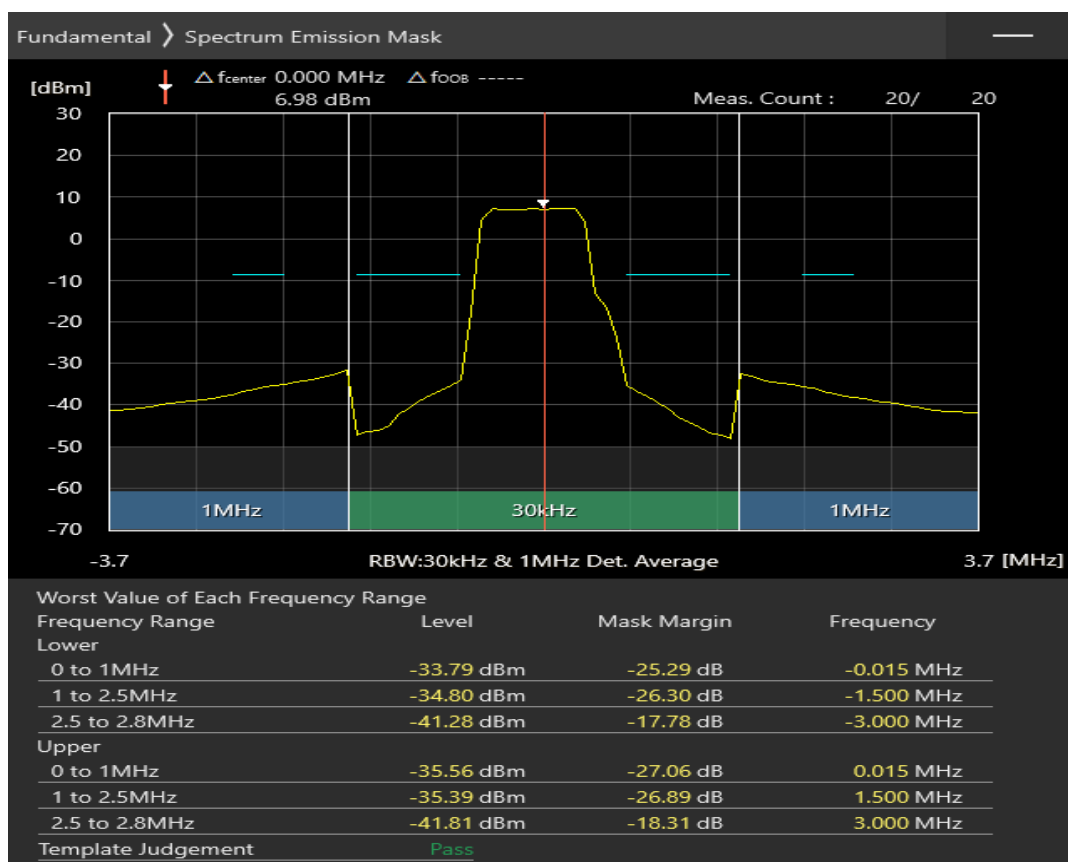 Fundamental 〉 Spectrum Emission Mask
△ fcenter 0.000 MHz △ fOOB -----
[dBm]
6.98 dBm Meas. Count : 20/ 20
30
20
10
0
-10
-20
-30
-40
-50
-60
1MHz 30kHz 1MHz
-70
-3.7 RBW:30kHz & 1MHz Det. Average 3.7 [MHz]
Worst Value of Each Frequency Range
Frequency Range Level Mask Margin Frequency
Lower
0 to 1MHz -33.79 dBm -25.29 dB -0.015 MHz
1 to 2.5MHz -34.80 dBm -26.30 dB -1.500 MHz
2.5 to 2.8MHz -41.28 dBm -17.78 dB -3.000 MHz
Upper
0 to 1MHz -35.56 dBm -27.06 dB 0.015 MHz
1 to 2.5MHz -35.39 dBm -26.89 dB 1.500 MHz
2.5 to 2.8MHz -41.81 dBm -18.31 dB 3.000 MHz
Template Judgement Pass